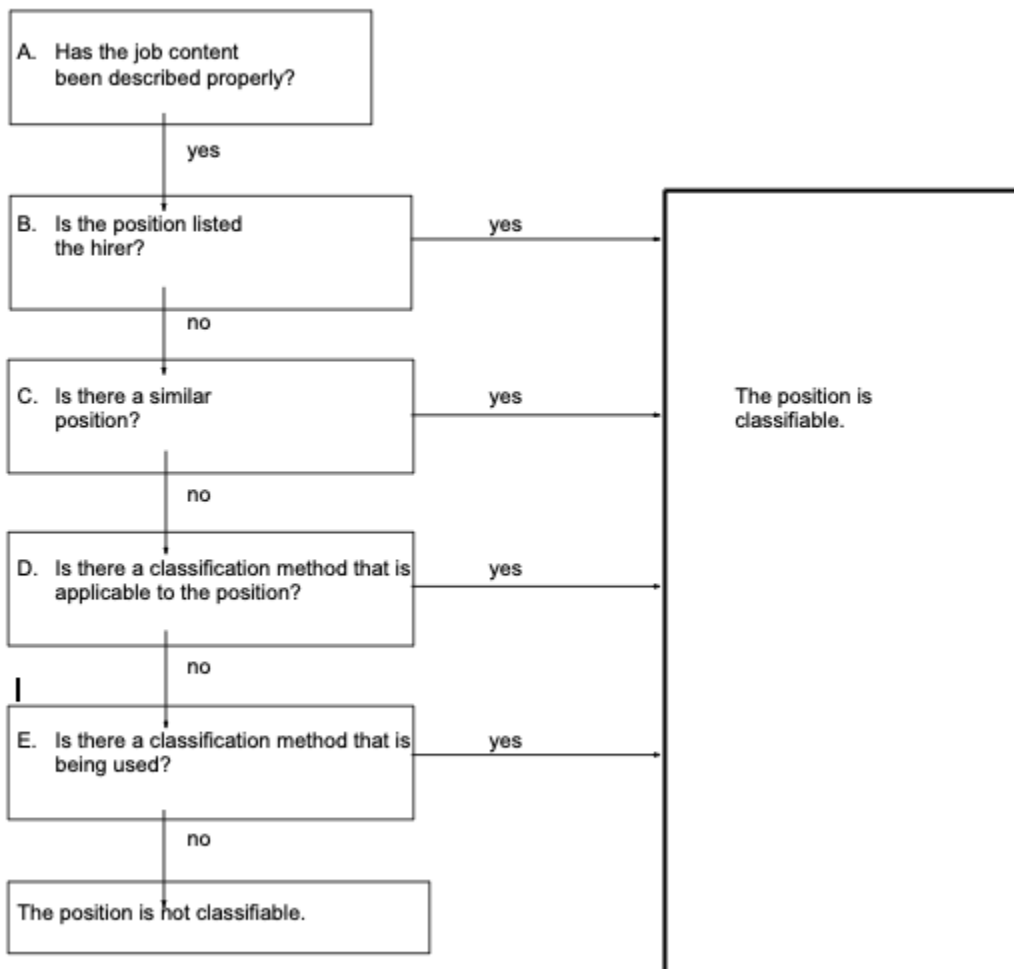 A. Has the job content
been described properly?
yes
B. Is the position listed
the hirer?
yes
no
C. Is there a similar
position?
yes
The position is
classifiable.
no
D. Is there a classification method that is
applicable to the position?
yes
no
E. Is there a classification method that is
being used?
yes
no
The position is not classifiable.